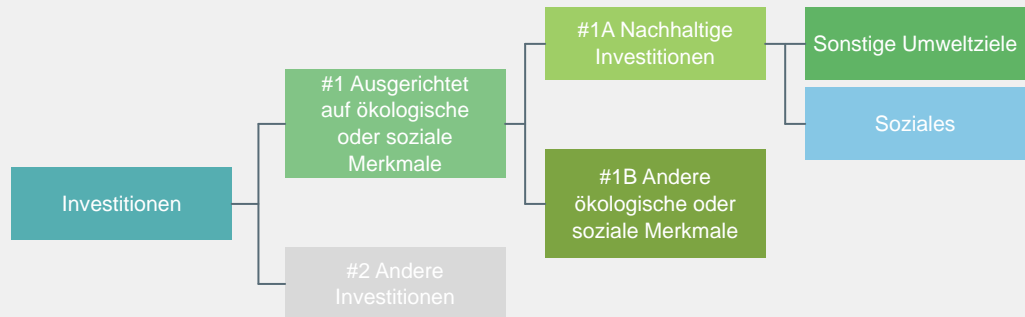 Investitionen
#1 Ausgerichtet
auf ökologische
oder soziale
Merkmale
#2 Andere
Investitionen
#1A Nachhaltige
Investitionen
#1B Andere
ökologische oder
soziale Merkmale
Sonstige Umweltziele
Soziales